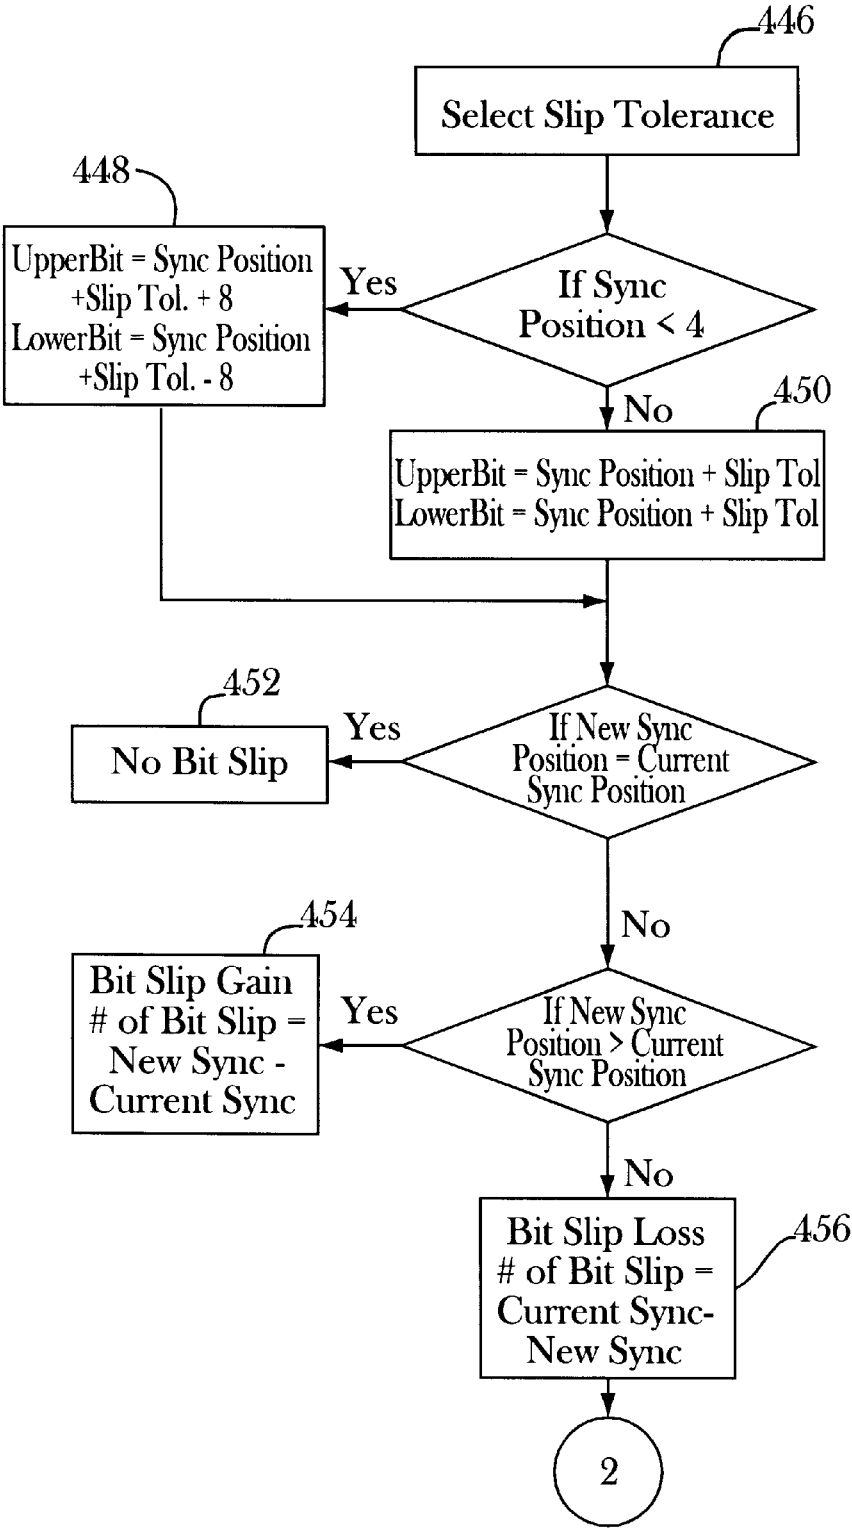 446
Select Slip Tolerance
448
UpperBit = Sync Position
+Slip Tol. + 8
LowerBit = Sync Position
+Slip Tol. - 8
Yes
If Sync
Position < 4
No
450
UpperBit = Sync Position + Slip Tol
LowerBit = Sync Position + Slip Tol
452
No Bit Slip
Yes
If New Sync
Position = Current
Sync Position
No
454
Bit Slip Gain
# of Bit Slip =
New Sync -
Current Sync
Yes
If New Sync
Position > Current
Sync Position
No
456
Bit Slip Loss
# of Bit Slip =
Current Sync-
New Sync
2